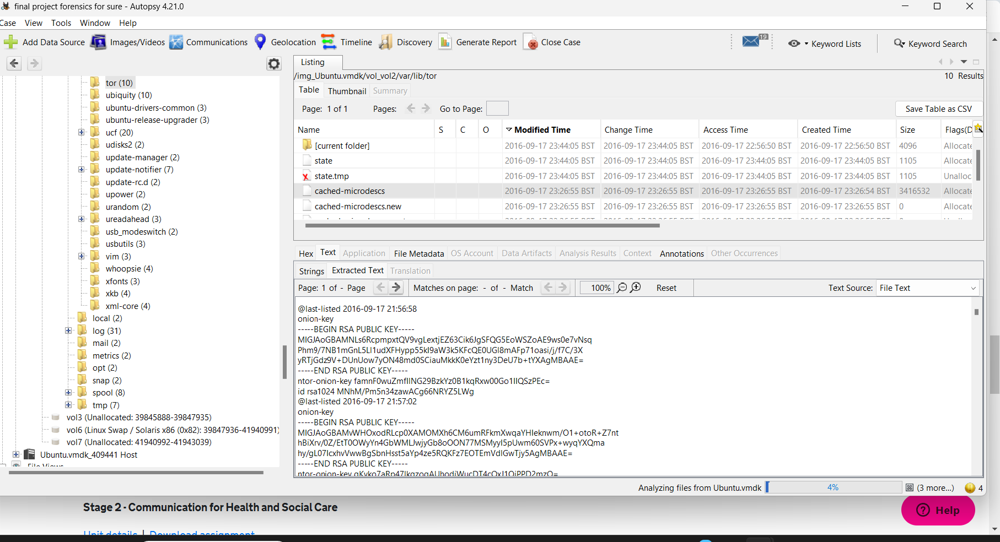 final project forensics for sure - Autopsy 4.21.0
Case View Tools Window Help
Add Data Source Images/Videos Communications Geolocation Timeline Discovery Generate Report Close Case 19 Keyword Lists Keyword Search
tor (10)
ubiquity (10)
ubuntu-drivers-common (3)
ubuntu-release-upgrader (3)
ucf (20)
udisks2 (2)
update-manager (2)
update-notifier (7)
update-rc.d (2)
upower (2)
urandom (2)
ureadahead (3)
usb_modeswitch (2)
usbutils (3)
vim (3)
whoopsie (4)
xfonts (3)
xkb (4)
xml-core (4)
local (2)
log (31)
mail (2)
metrics (2)
opt (2)
snap (2)
spool (8)
tmp (7)
vol3 (Unallocated: 39845888-39847935)
vol6 (Linux Swap / Solaris x86 (0x82): 39847936-41940991)
vol7 (Unallocated: 41940992-41943039)
Ubuntu.vmdk_409441 Host
File Views
Listing
/img_Ubuntu.vmdk/vol_vol2/var/lib/tor 10 Results
Table Thumbnail Summary
Page: 1 of 1 Pages: Go to Page: Save Table as CSV
Name S C O Modified Time Change Time Access Time Created Time Size Flags(D
[current folder] 2016-09-17 23:44:05 BST 2016-09-17 23:44:05 BST 2016-09-17 22:56:50 BST 2016-09-17 22:56:50 BST 4096 Allocate
state 2016-09-17 23:44:05 BST 2016-09-17 23:44:05 BST 2016-09-17 23:44:05 BST 2016-09-17 23:44:05 BST 1105 Allocate
state.tmp 2016-09-17 23:44:05 BST 2016-09-17 23:44:05 BST 2016-09-17 23:44:05 BST 2016-09-17 23:44:05 BST 1105 Unalloc
cached-microdescs 2016-09-17 23:26:55 BST 2016-09-17 23:26:55 BST 2016-09-17 23:26:55 BST 2016-09-17 23:26:54 BST 3416532 Allocate
cached-microdescs.new 2016-09-17 23:26:55 BST 2016-09-17 23:26:55 BST 2016-09-17 23:26:55 BST 2016-09-17 23:26:55 BST 0 Allocate
Hex Text Application File Metadata OS Account Data Artifacts Analysis Results Context Annotations Other Occurrences
Strings Extracted Text Translation
Page: 1 of - Page Matches on page: - of - Match 100% Reset Text Source: File Text
@last-listed 2016-09-17 21:56:58
onion-key
-----BEGIN RSA PUBLIC KEY-----
MIGJAoGBAMNLs6RcpmpxtQV9vgLextjEZ63Cik6JgSFQG5EoWSZoAE9ws0e7vNsq
Phm9/7NB1mGnL5LI1udXFHypp55kI9aW3k5KFcQE0UGI8mAFp71oasi/j/f7C/3X
yRTjGdz9V+DUnUow7yON48md0SCiauMkkK0eYzt1ny3DeU7b+tYXAgMBAAE=
-----END RSA PUBLIC KEY-----
ntor-onion-key famnF0wuZmfIING29BzkYz0B1kqRxw00Go1IIQSzPEc=
id rsa1024 MNhM/Pm5n34zawACg66NRYZ5LWg
@last-listed 2016-09-17 21:57:02
onion-key
-----BEGIN RSA PUBLIC KEY-----
MIGJAoGBAMwWHOxodRLcp0XAMOMXh6CM6umRFkmXwqaYHIeknwm/O1+otoR+Z7nt
hBiXrv/0Z/EtT0OWyYn4GbWMLJwjyGb8oOON77MSMyyI5pUwm60SVPx+wyqYXQma
hy/gL07IcxhvVwwBgSbnHsst5aYp4ze5RQKFz7EOTEmVdIGwTjy5AgMBAAE=
-----END RSA PUBLIC KEY-----
ntor-onion-key
Analyzing files from Ubuntu.vmdk 4% (3 more...) 4
Stage 2 - Communication for Health and Social Care
Unit details | Download assignment
Help